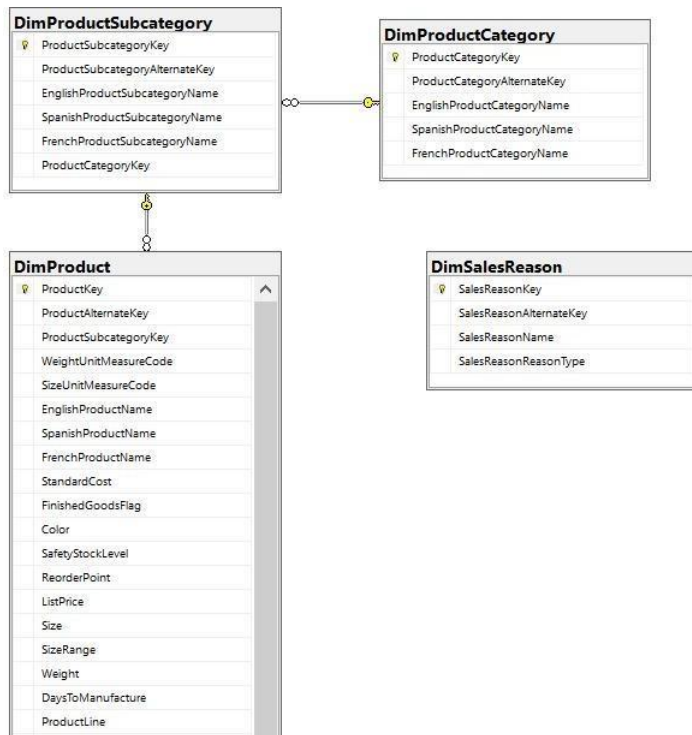 DimProductSubcategory
ProductSubcategoryKey
ProductSubcategoryAlternateKey
EnglishProductSubcategoryName
SpanishProductSubcategoryName
FrenchProductSubcategoryName
ProductCategoryKey
DimProductCategory
ProductCategoryKey
ProductCategoryAlternateKey
EnglishProductCategoryName
SpanishProductCategoryName
FrenchProductCategoryName
DimProduct
ProductKey
ProductAlternateKey
ProductSubcategoryKey
WeightUnitMeasureCode
SizeUnitMeasureCode
EnglishProductName
SpanishProductName
FrenchProductName
StandardCost
FinishedGoodsFlag
Color
SafetyStockLevel
ReorderPoint
ListPrice
Size
SizeRange
Weight
DaysToManufacture
ProductLine
DimSalesReason
SalesReasonKey
SalesReasonAlternateKey
SalesReasonName
SalesReasonReasonType